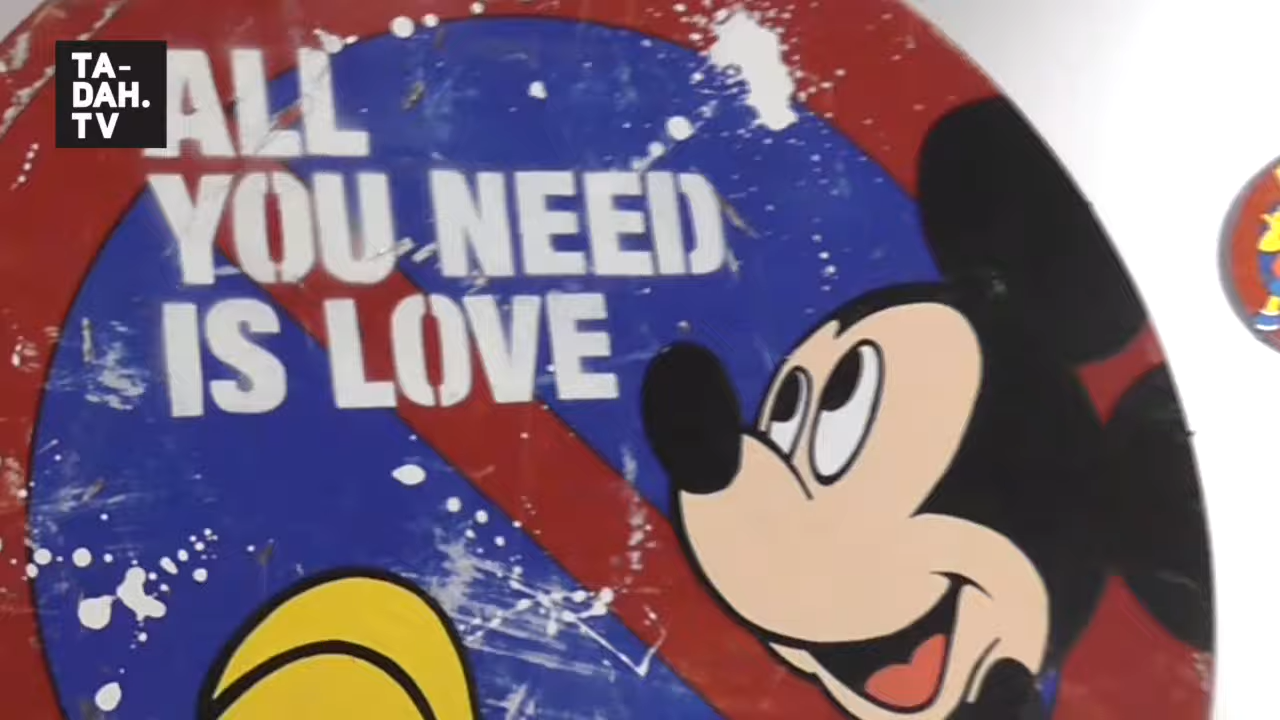 TA-
DAH.
TV
ALL
YOU NEED
IS LOVE